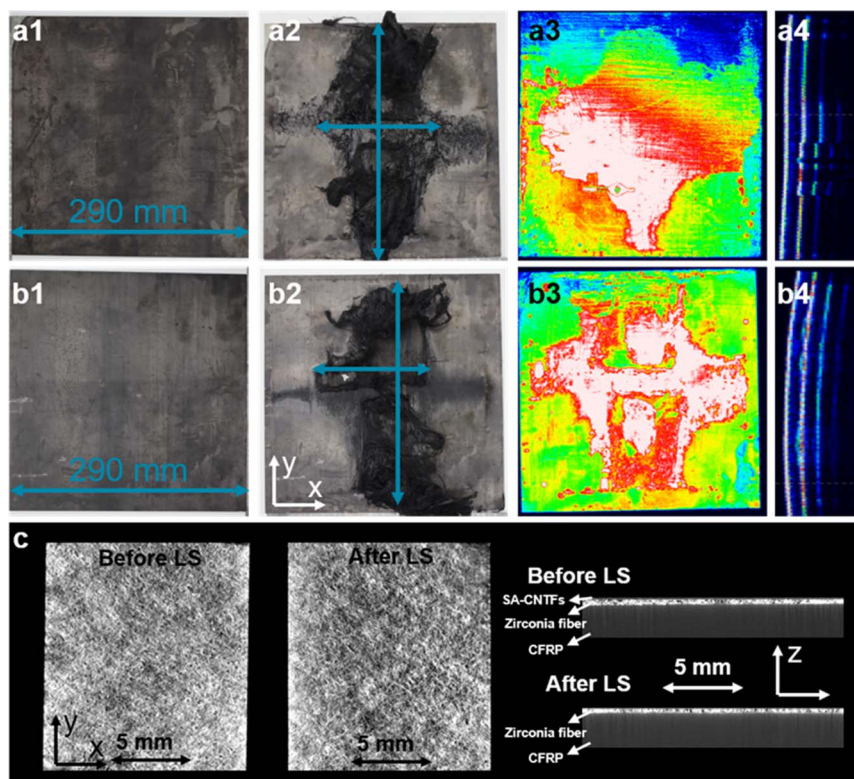 a1
a2
a3
a4
290 mm
b1
b2
b3
b4
290 mm
y
x
c
Before LS
After LS
Before LS
SA-CNTFs
Zirconia fiber
CFRP
5 mm
z
After LS
Zirconia fiber
CFRP
y
x
5 mm
5 mm